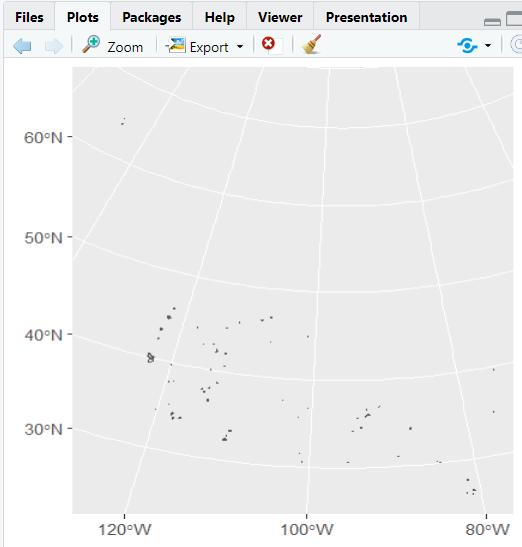 Files Plots Packages Help Viewer Presentation
Zoom Export
60°N
50°N
40°N
30°N
120°W 100°W 80°W